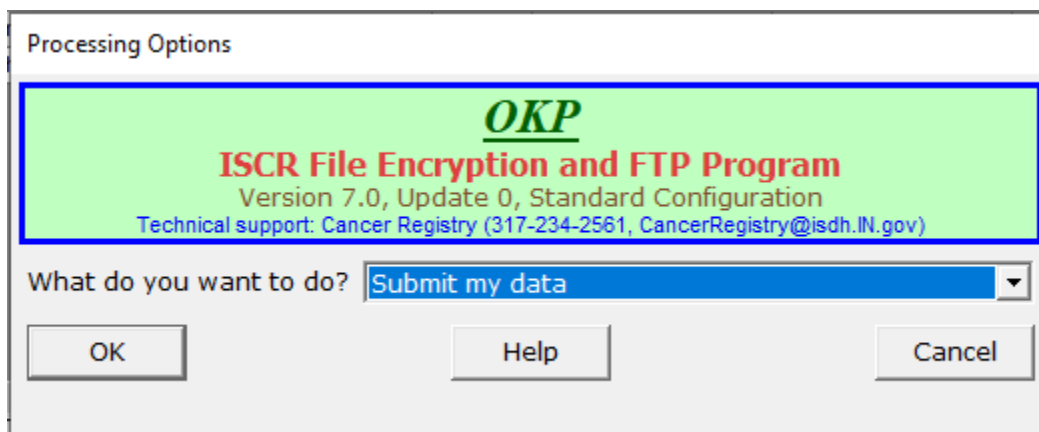 Processing Options
OKP
ISCR File Encryption and FTP Program
Version 7.0, Update 0, Standard Configuration
Technical support: Cancer Registry (317-234-2561, CancerRegistry@isdh.IN.gov)
What do you want to do? Submit my data
OK Help Cancel